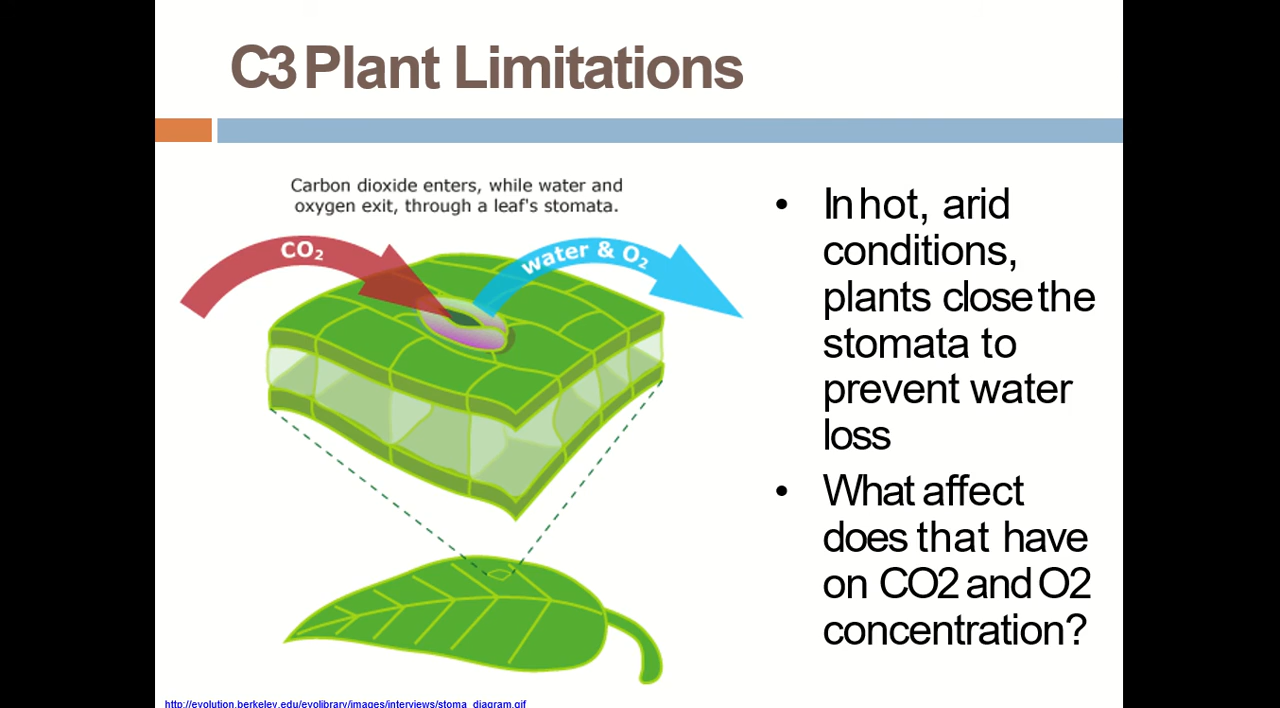 C3 Plant Limitations
Carbon dioxide enters, while water and
oxygen exit, through a leaf's stomata.
CO₂
water & O₂
• In hot, arid
conditions,
plants close the
stomata to
prevent water
loss
• What affect
does that have
on CO2 and O2
concentration?
http://evolution.berkeley.edu/evolibrary/images/interviews/stoma_diagram.gif